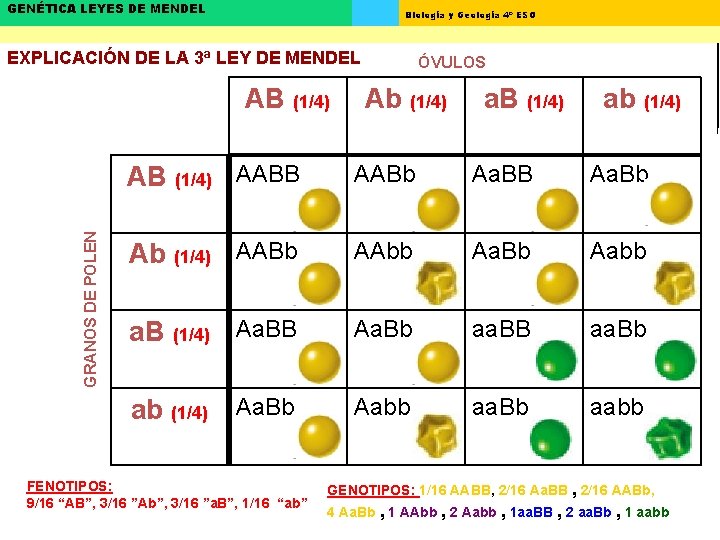 GENÉTICA LEYES DE MENDEL
Biología y Geología 4º ESO
EXPLICACIÓN DE LA 3ª LEY DE MENDEL
ÓVULOS
AB (1/4) Ab (1/4) aB (1/4) ab (1/4)
GRANOS DE POLEN
AB (1/4) AABB AABb Aa.BB Aa.Bb
Ab (1/4) AABb AAbb Aa.Bb Aabb
a.B (1/4) Aa.BB Aa.Bb aa.BB aa.Bb
ab (1/4) Aa.Bb Aabb aa.Bb aabb
FENOTIPOS:
9/16 “AB”, 3/16 ”Ab”, 3/16 ”aB”, 1/16 “ab”
GENOTIPOS: 1/16 AABB, 2/16 Aa.BB , 2/16 AABb,
4 Aa.Bb , 1 AAbb , 2 Aabb , 1aa.BB , 2 aa.Bb , 1 aabb